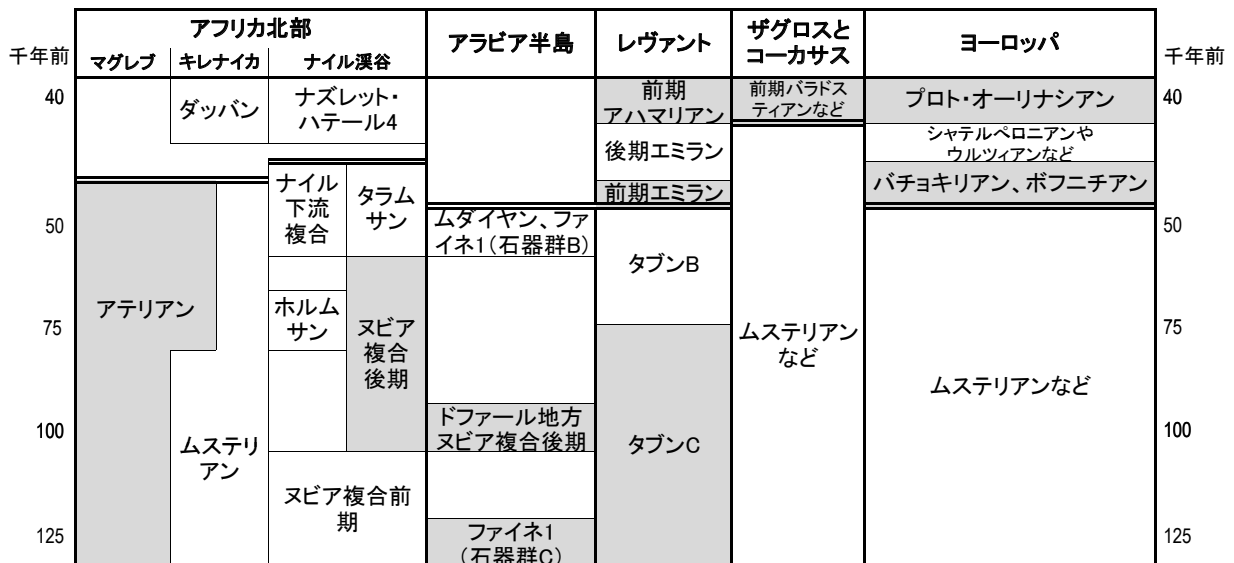 アフリカ北部
アラビア半島
レヴァント
ザグロスと
コーカサス
ヨーロッパ
千年前
マグレブ
キレナイカ
ナイル渓谷
千年前
40
ダッバン
ナズレット・
ハテール4
前期
アハマリアン
前期バラドス
ティアンなど
プロト・オーリナシアン
40
後期エミラン
シャテルペロニアンや
ウルツィアンなど
前期エミラン
バチョキリアン、ボフニチアン
50
ナイル
下流
複合
タラム
サン
ムダイヤン、ファ
イネ1(石器群B)
タブンB
50
アテリアン
ホルム
サン
75
ヌビア
複合
後期
ムステリアン
など
75
ムステリアンなど
100
ムステリ
アン
ドファール地方
ヌビア複合後期
タブンC
100
ヌビア複合前
期
125
ファイネ1
(石器群C)
125